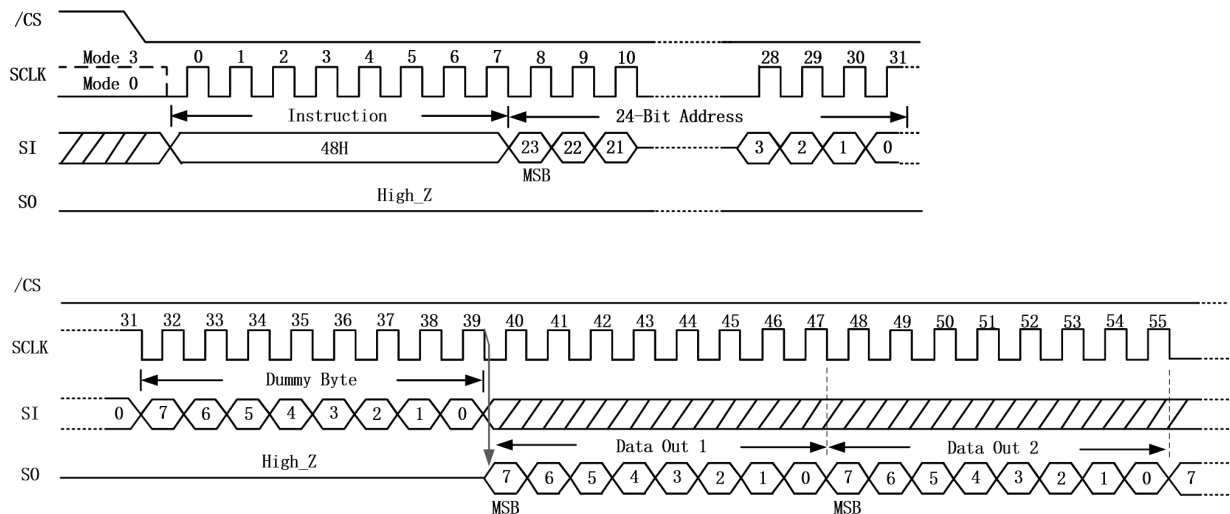 /CS
Mode 3
SCLK
Mode 0
0 1 2 3 4 5 6 7 8 9 10 28 29 30 31
Instruction 24-Bit Address
SI
48H 23 22 21 3 2 1 0
MSB
High_Z
SO
/CS
31 32 33 34 35 36 37 38 39 40 41 42 43 44 45 46 47 48 49 50 51 52 53 54 55
SCLK
Dummy Byte
SI
0 7 6 5 4 3 2 1 0
Data Out 1 Data Out 2
High_Z
SO
7 6 5 4 3 2 1 0 7 6 5 4 3 2 1 0 7
MSB MSB